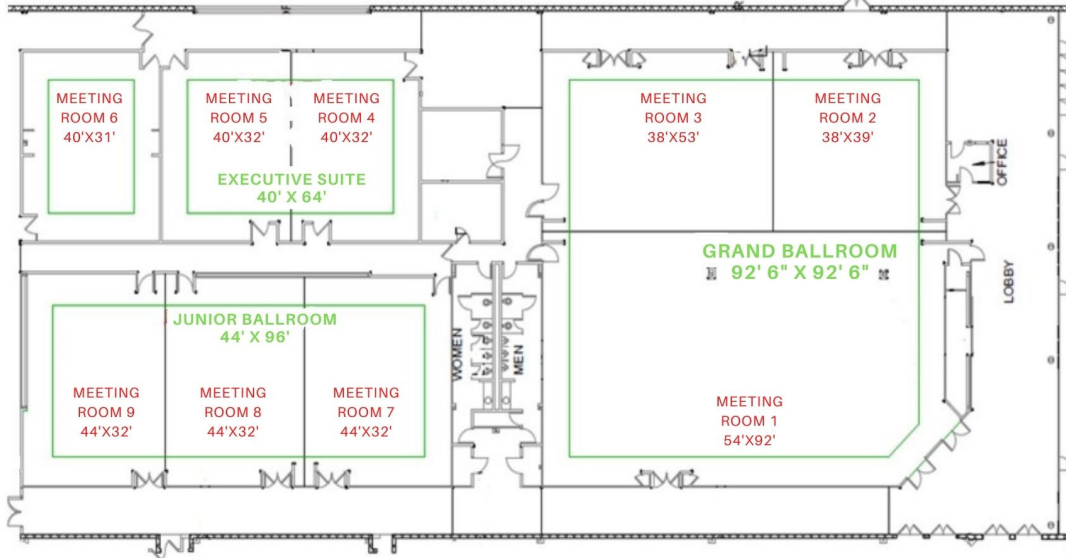 MEETING
ROOM 6
40'X31'
MEETING
ROOM 5
40'X32'
MEETING
ROOM 4
40'X32'
EXECUTIVE SUITE
40' X 64'
MEETING
ROOM 3
38'X53'
MEETING
ROOM 2
38'X39'
OFFICE
GRAND BALLROOM
92' 6" X 92' 6"
LOBBY
JUNIOR BALLROOM
44' X 96'
MEETING
ROOM 9
44'X32'
MEETING
ROOM 8
44'X32'
MEETING
ROOM 7
44'X32'
WOMEN
MEN
MEETING
ROOM 1
54'X92'